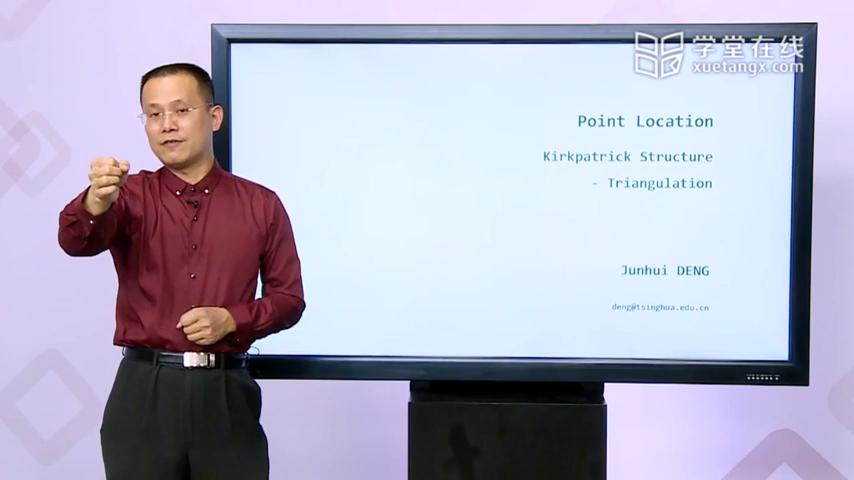 学堂在线
xuetangx.com
Point Location
Kirkpatrick Structure
- Triangulation
Junhui DENG
deng@tsinghua.edu.cn